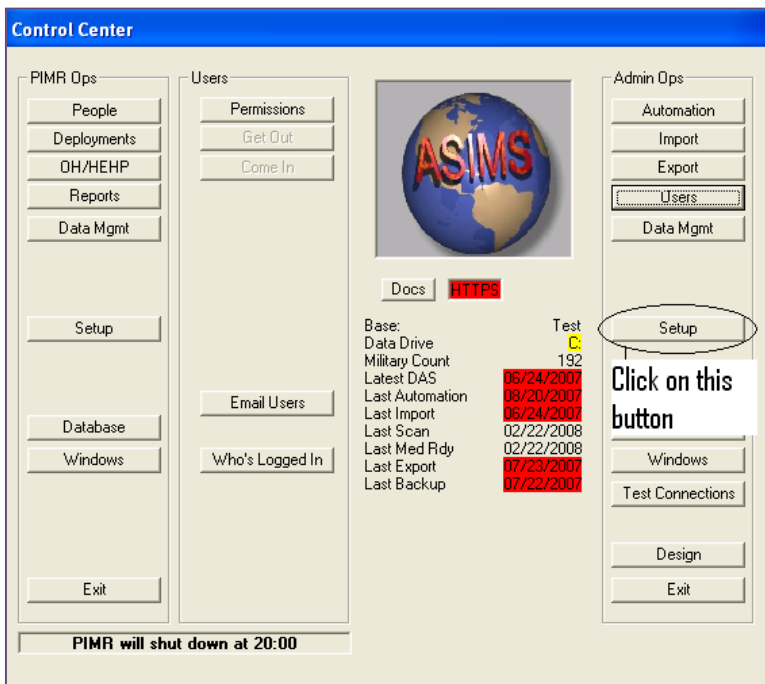 Control Center
PIMR Ops
People
Deployments
OH/HEHP
Reports
Data Mgmt
Setup
Database
Windows
Exit
Users
Permissions
Get Out
Come In
Email Users
Who's Logged In
ASIMS
Docs HTTPS
Base: Test
Data Drive C:
Military Count 192
Latest DAS 06/24/2007
Last Automation 08/20/2007
Last Import 06/24/2007
Last Scan 02/22/2008
Last Med Rdy 02/22/2008
Last Export 07/23/2007
Last Backup 07/22/2007
Admin Ops
Automation
Import
Export
Users
Data Mgmt
Setup
Click on this
button
Windows
Test Connections
Design
Exit
PIMR will shut down at 20:00